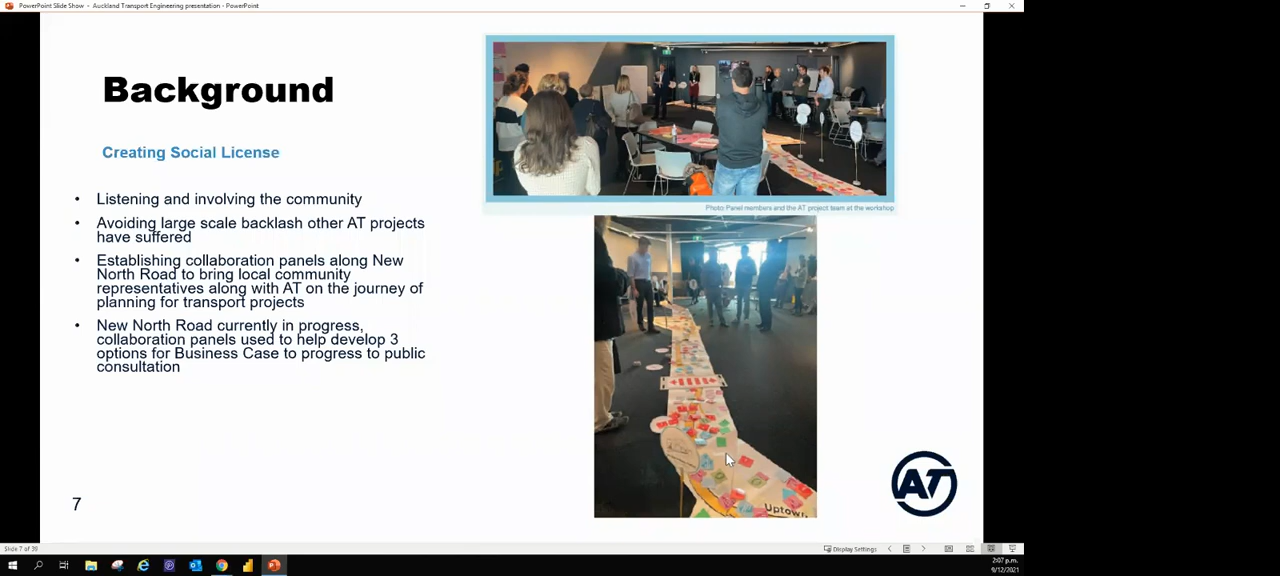 PowerPoint Slide Show - Auckland Transport Engineering presentation - PowerPoint
Background
Creating Social License
• Listening and involving the community
• Avoiding large scale backlash other AT projects
have suffered
• Establishing collaboration panels along New
North Road to bring local community
representatives along with AT on the journey of
planning for transport projects
• New North Road currently in progress,
collaboration panels used to help develop 3
options for Business Case to progress to public
consultation
Photo: Panel members and the AT project team at the workshop
Uptown
AT
7
Slide 7 of 39
Display Settings
2:07 p.m.
9/12/2021